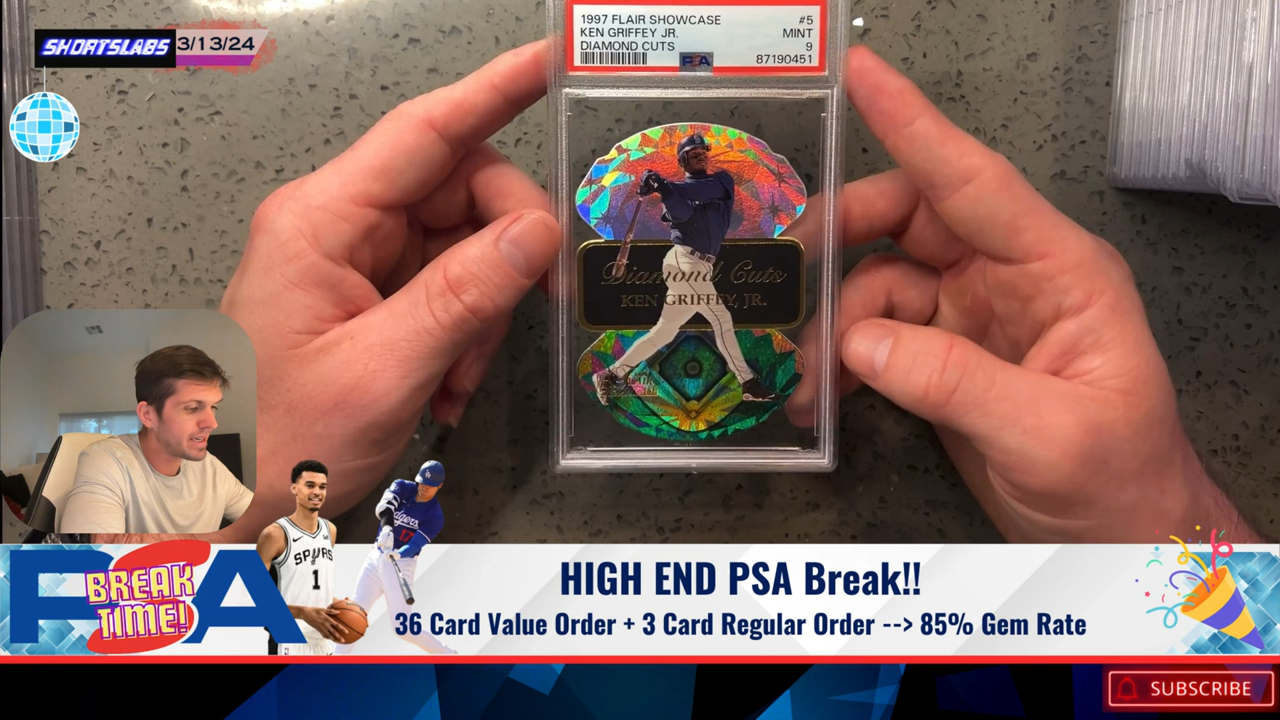 SHORTSLABS 3/13/24
1997 FLAIR SHOWCASE #5
KEN GRIFFEY JR. MINT
DIAMOND CUTS 9
PSA 87190451
Diamond Cuts
KEN GRIFFEY, JR.
PSA
BREAK
TIME!
SPURS
1
Dodgers
17
HIGH END PSA Break!!
36 Card Value Order + 3 Card Regular Order --> 85% Gem Rate
SUBSCRIBE